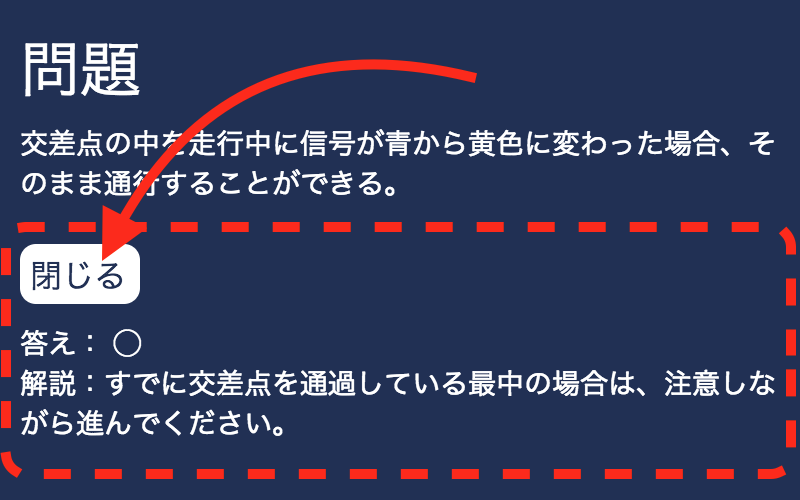 問題
交差点の中を走行中に信号が青から黄色に変わった場合、そ
のまま通行することができる。
閉じる
答え： ◯
解説：すでに交差点を通過している最中の場合は、注意しな
がら進んでください。